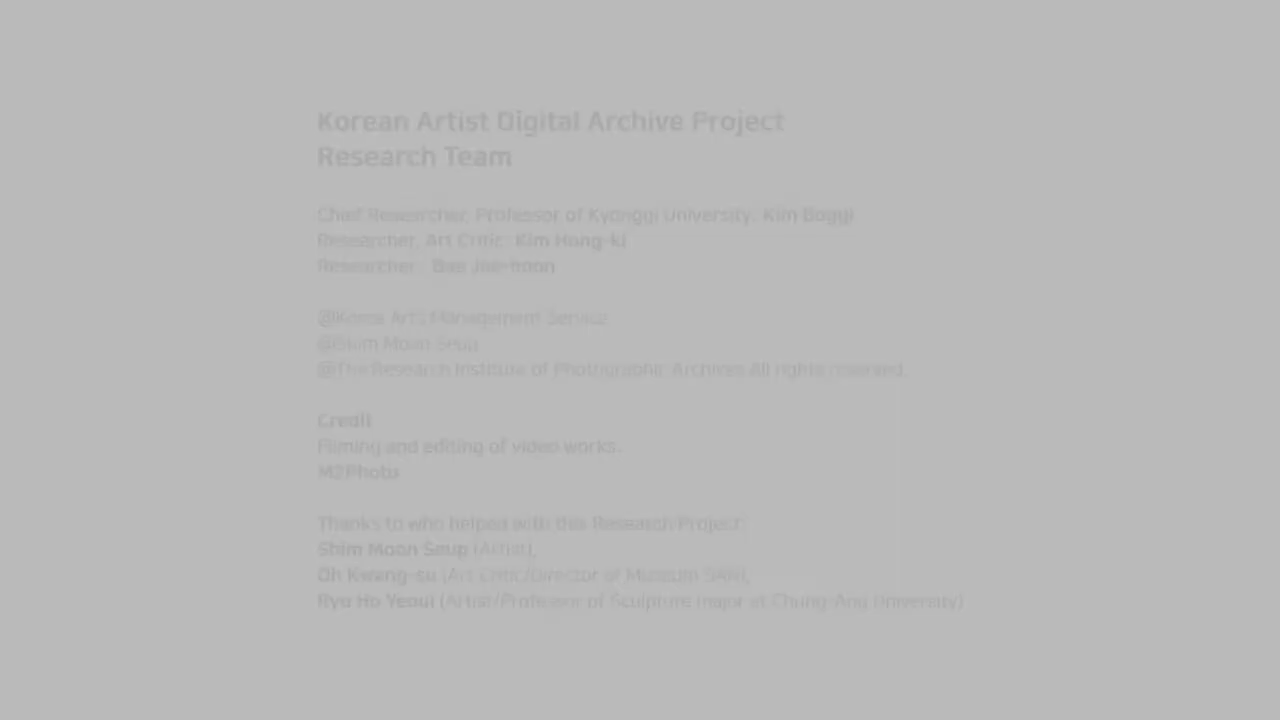 Korean Artist Digital Archive Project
Research Team
Chief Researcher, Professor of Kyonggi University: Kim Boggi
Researcher, Art Critic: Kim Hong-ki
Researcher: Bae Jae-hoon
@Korea Arts Management Service
@Shim Moon Seup
@The Research Institute of Photographic Archives All rights reserved.
Credit
Filming and editing of video works.
M2Photo
Thanks to who helped with this Research Project:
Shim Moon Seup (Artist),
Oh Kwang-su (Art Critic/Director of Museum SAN),
Ryu Ho Yeoul (Artist/Professor of Sculpture major at Chung-Ang University)